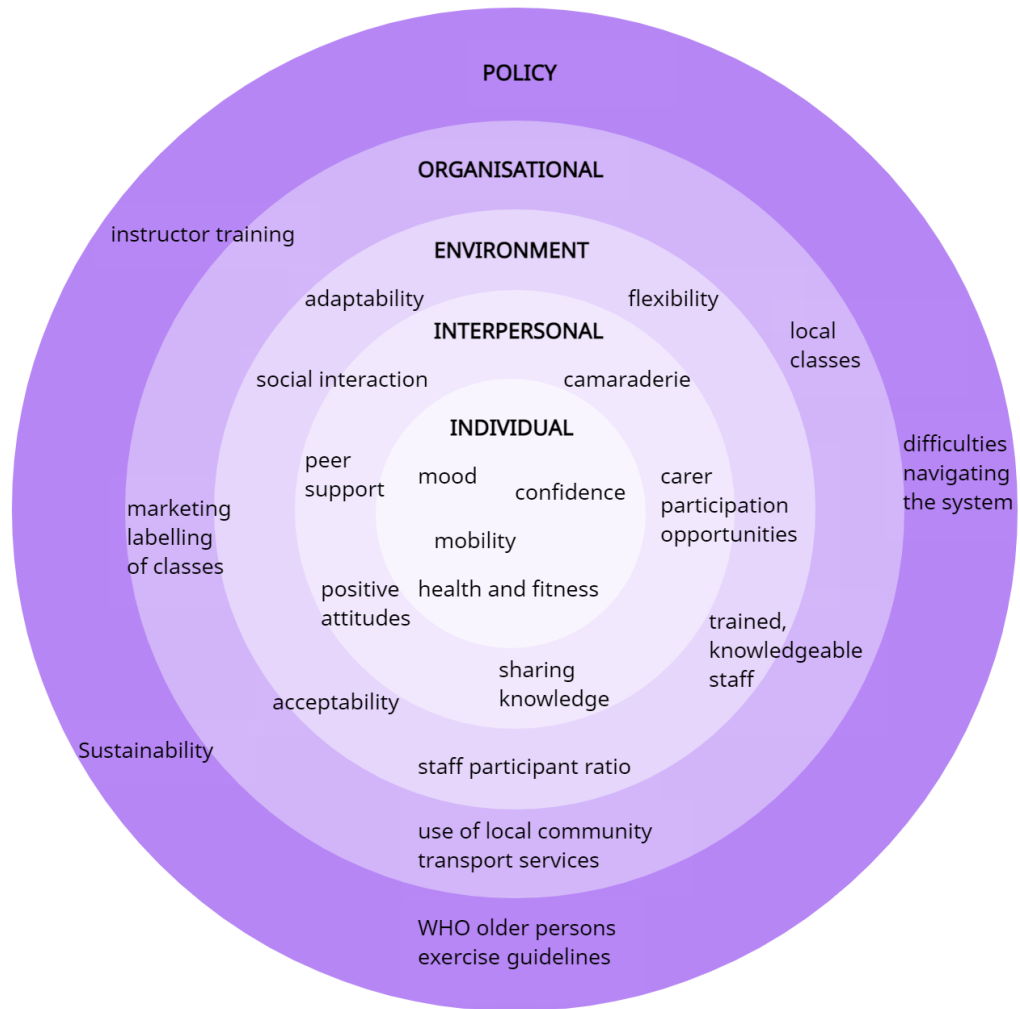 POLICY
ORGANISATIONAL
instructor training
ENVIRONMENT
adaptability
flexibility
INTERPERSONAL
local
classes
social interaction
camaraderie
INDIVIDUAL
difficulties
navigating
the system
peer
support
mood
confidence
carer
participation
opportunities
marketing
labelling
of classes
mobility
positive
attitudes
health and fitness
trained,
knowledgeable
staff
sharing
knowledge
acceptability
Sustainability
staff participant ratio
use of local community
transport services
WHO older persons
exercise guidelines